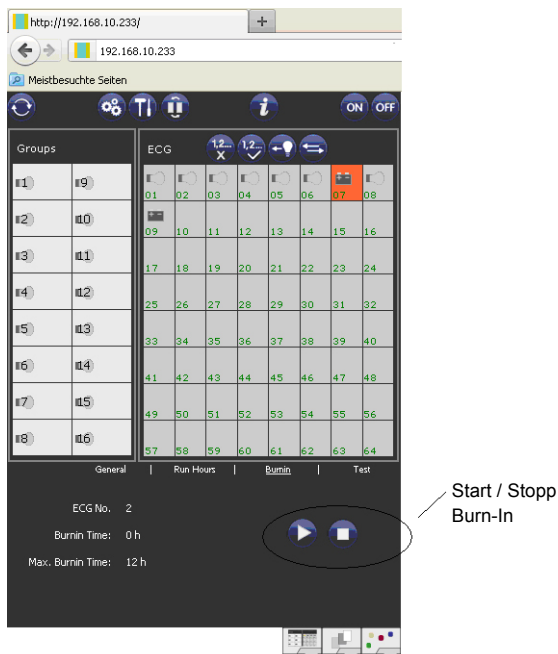 http://192.168.10.233/
192.168.10.233
Meistbesuchte Seiten
ON OFF
Groups
ECG
1,2... 1,2...
1 9
2 10
3 11
4 12
5 13
6 14
7 15
8 16
01 02 03 04 05 06 07 08
09 10 11 12 13 14 15 16
17 18 19 20 21 22 23 24
25 26 27 28 29 30 31 32
33 34 35 36 37 38 39 40
41 42 43 44 45 46 47 48
49 50 51 52 53 54 55 56
57 58 59 60 61 62 63 64
General | Run Hours | Burnin | Test
ECG No. 2
Burnin Time: 0 h
Max. Burnin Time: 12 h
Start / Stopp
Burn-In